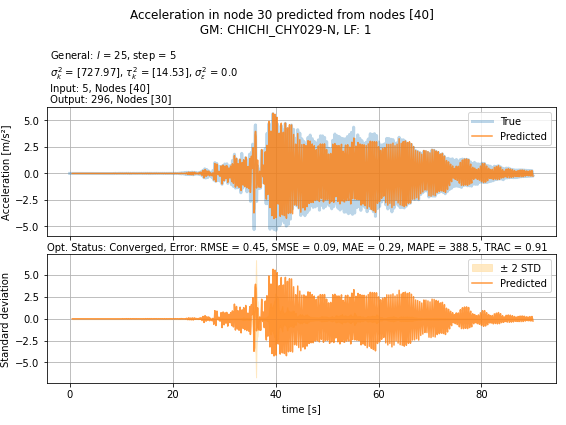 Acceleration in node 30 predicted from nodes [40]
GM: CHICHI_CHY029-N, LF: 1
General: l = 25, step = 5
σ²ₖ = [727.97], τ²ₖ = [14.53], σ²ε = 0.0
Input: 5, Nodes [40]
Output: 296, Nodes [30]
Acceleration [m/s²]
5.0
2.5
0.0
−2.5
−5.0
True
Predicted
Opt. Status: Converged, Error: RMSE = 0.45, SMSE = 0.09, MAE = 0.29, MAPE = 388.5, TRAC = 0.91
Standard deviation
5.0
2.5
0.0
−2.5
−5.0
± 2 STD
Predicted
0
20
40
60
80
time [s]